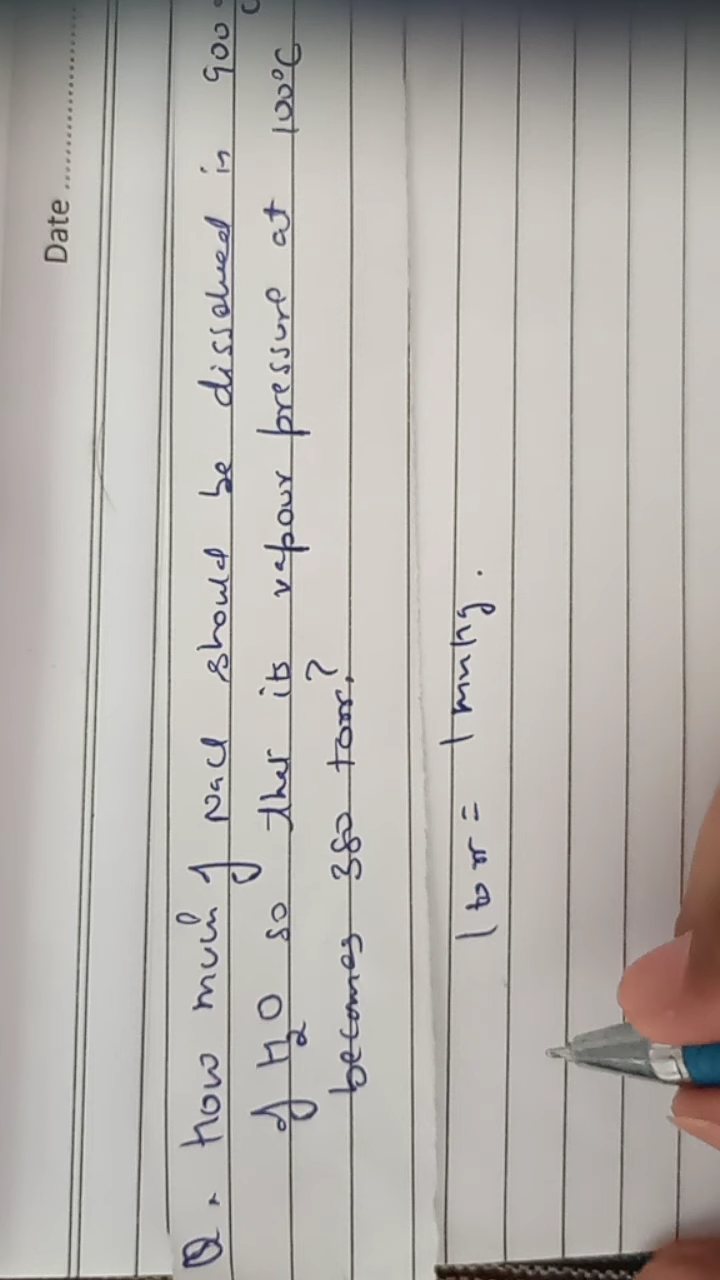 Date ....................
Q. How much of NaCl should be dissolved in 900
of H2O so that its vapour pressure at 100°C
becomes 380 torr?
1 torr = 1 mmHg.